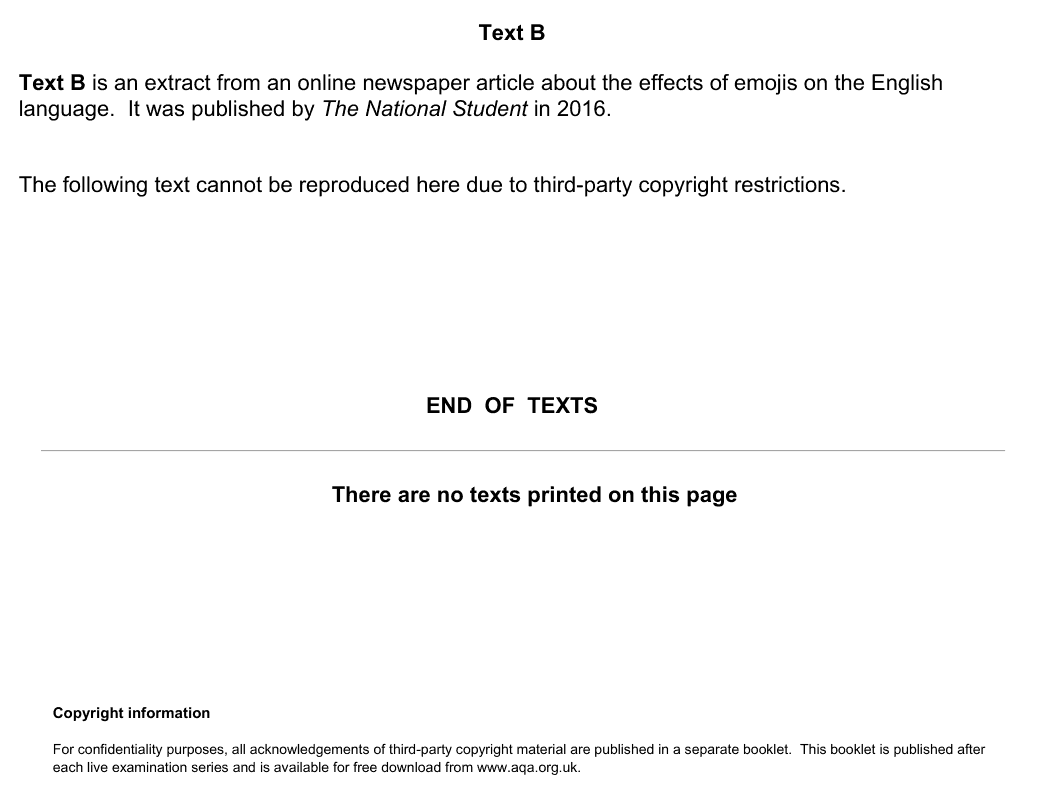 Text B
Text B is an extract from an online newspaper article about the effects of emojis on the English
language.  It was published by The National Student in 2016.
The following text cannot be reproduced here due to third-party copyright restrictions.
END  OF  TEXTS
There are no texts printed on this page
Copyright information
For confidentiality purposes, all acknowledgements of third-party copyright material are published in a separate booklet.  This booklet is published after
each live examination series and is available for free download from www.aqa.org.uk.